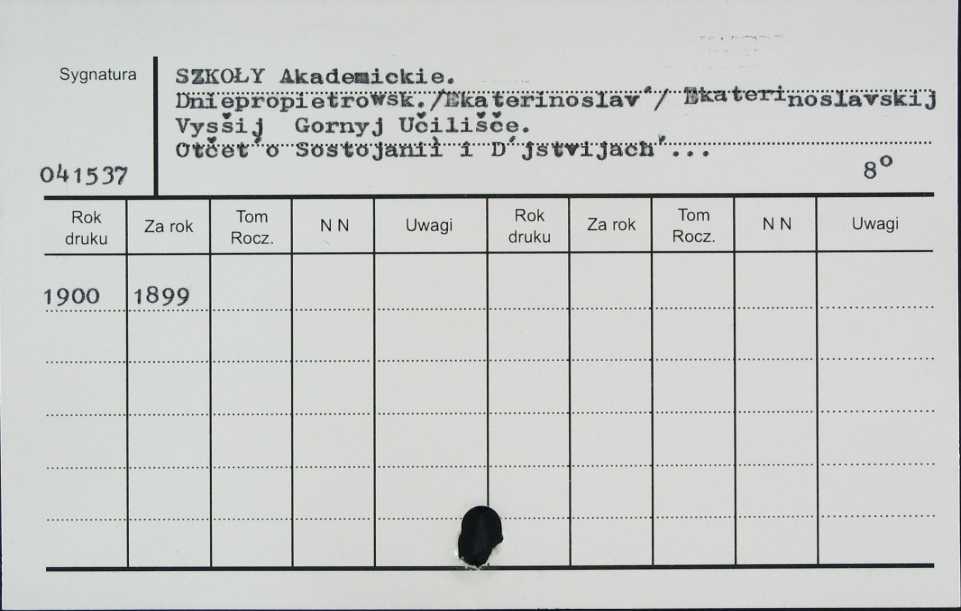 Sygnatura
SZKOŁY Akademickie.
Dniepropietrowsk./Ekaterinoslav'/ Ekaterinoslavskij
Vysšij Gornyj Učilišče.
Otčet'o Sostojanii i D'jstvijach'...
041537
8°
Rok druku Za rok Tom Rocz. N N Uwagi Rok druku Za rok Tom Rocz. N N Uwagi
1900 1899